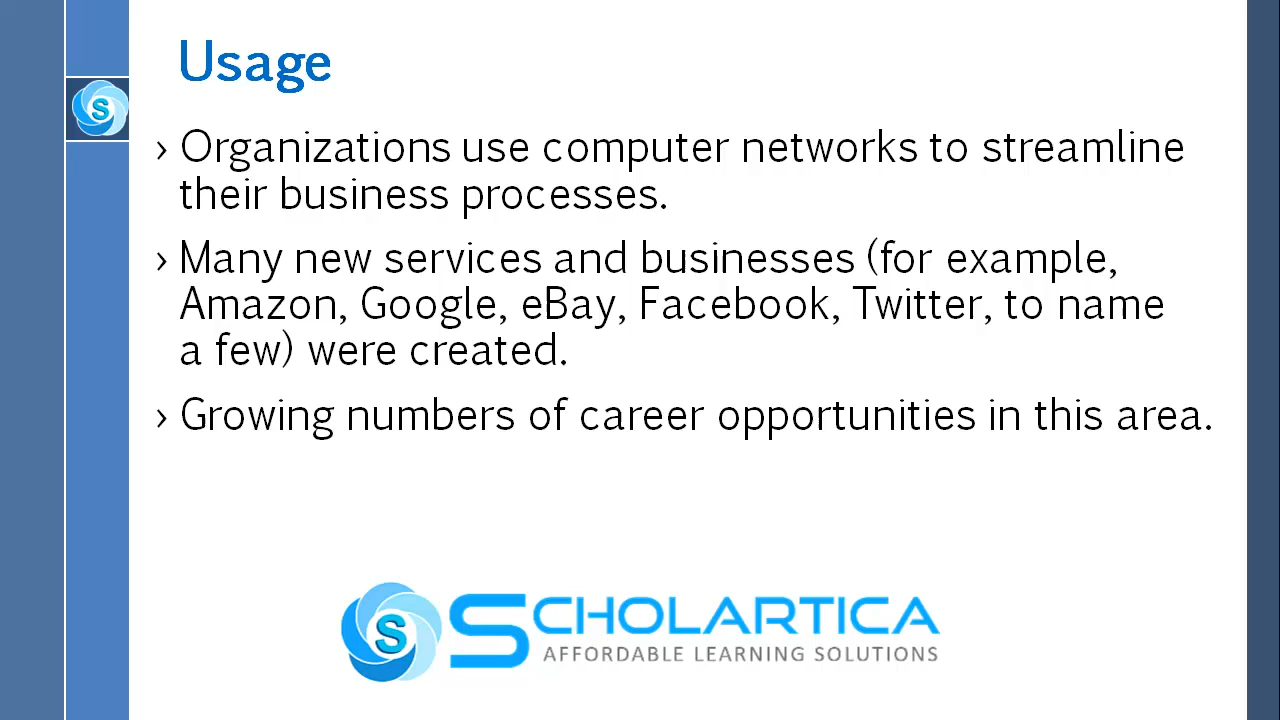 Usage
S
› Organizations use computer networks to streamline
their business processes.
› Many new services and businesses (for example,
Amazon, Google, eBay, Facebook, Twitter, to name
a few) were created.
› Growing numbers of career opportunities in this area.
S SCHOLARTICA
AFFORDABLE LEARNING SOLUTIONS